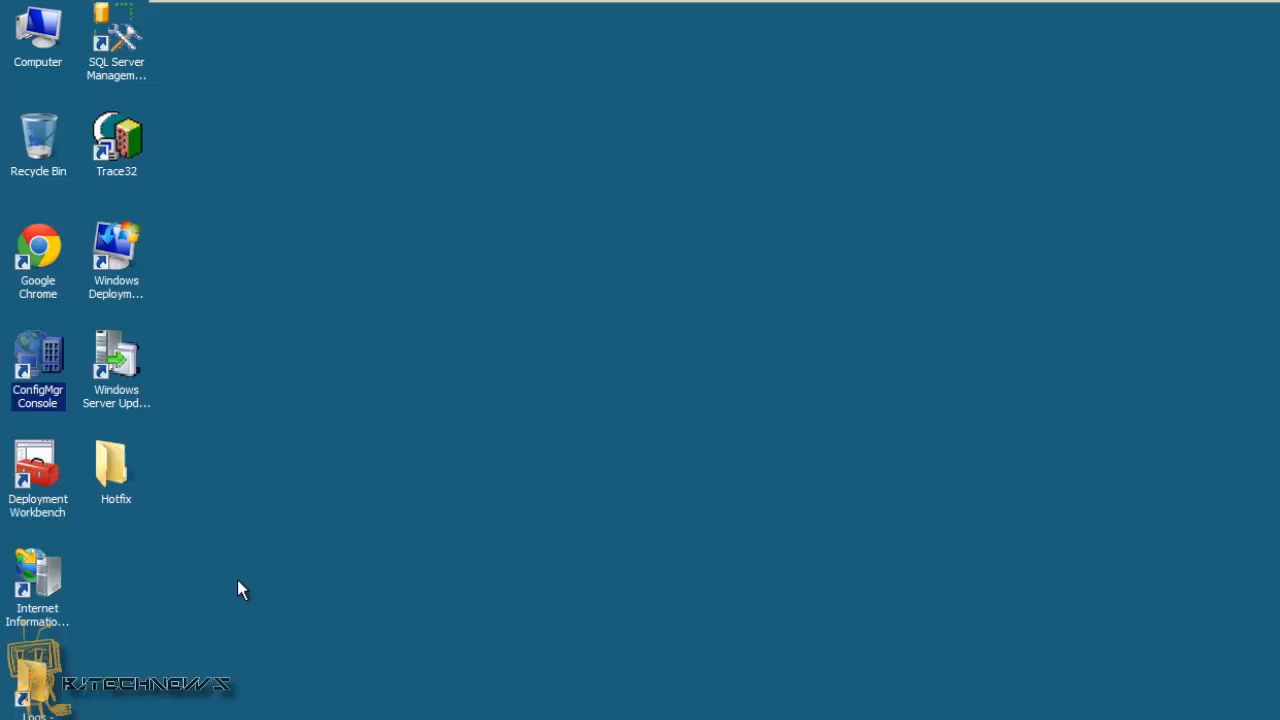 Computer
SQL Server
Managem...
Recycle Bin
Trace32
Google
Chrome
Windows
Deploym...
ConfigMgr
Console
Windows
Server Upd...
Deployment
Workbench
Hotfix
Internet
Informatio...
Logs -
BJTECHNEWS